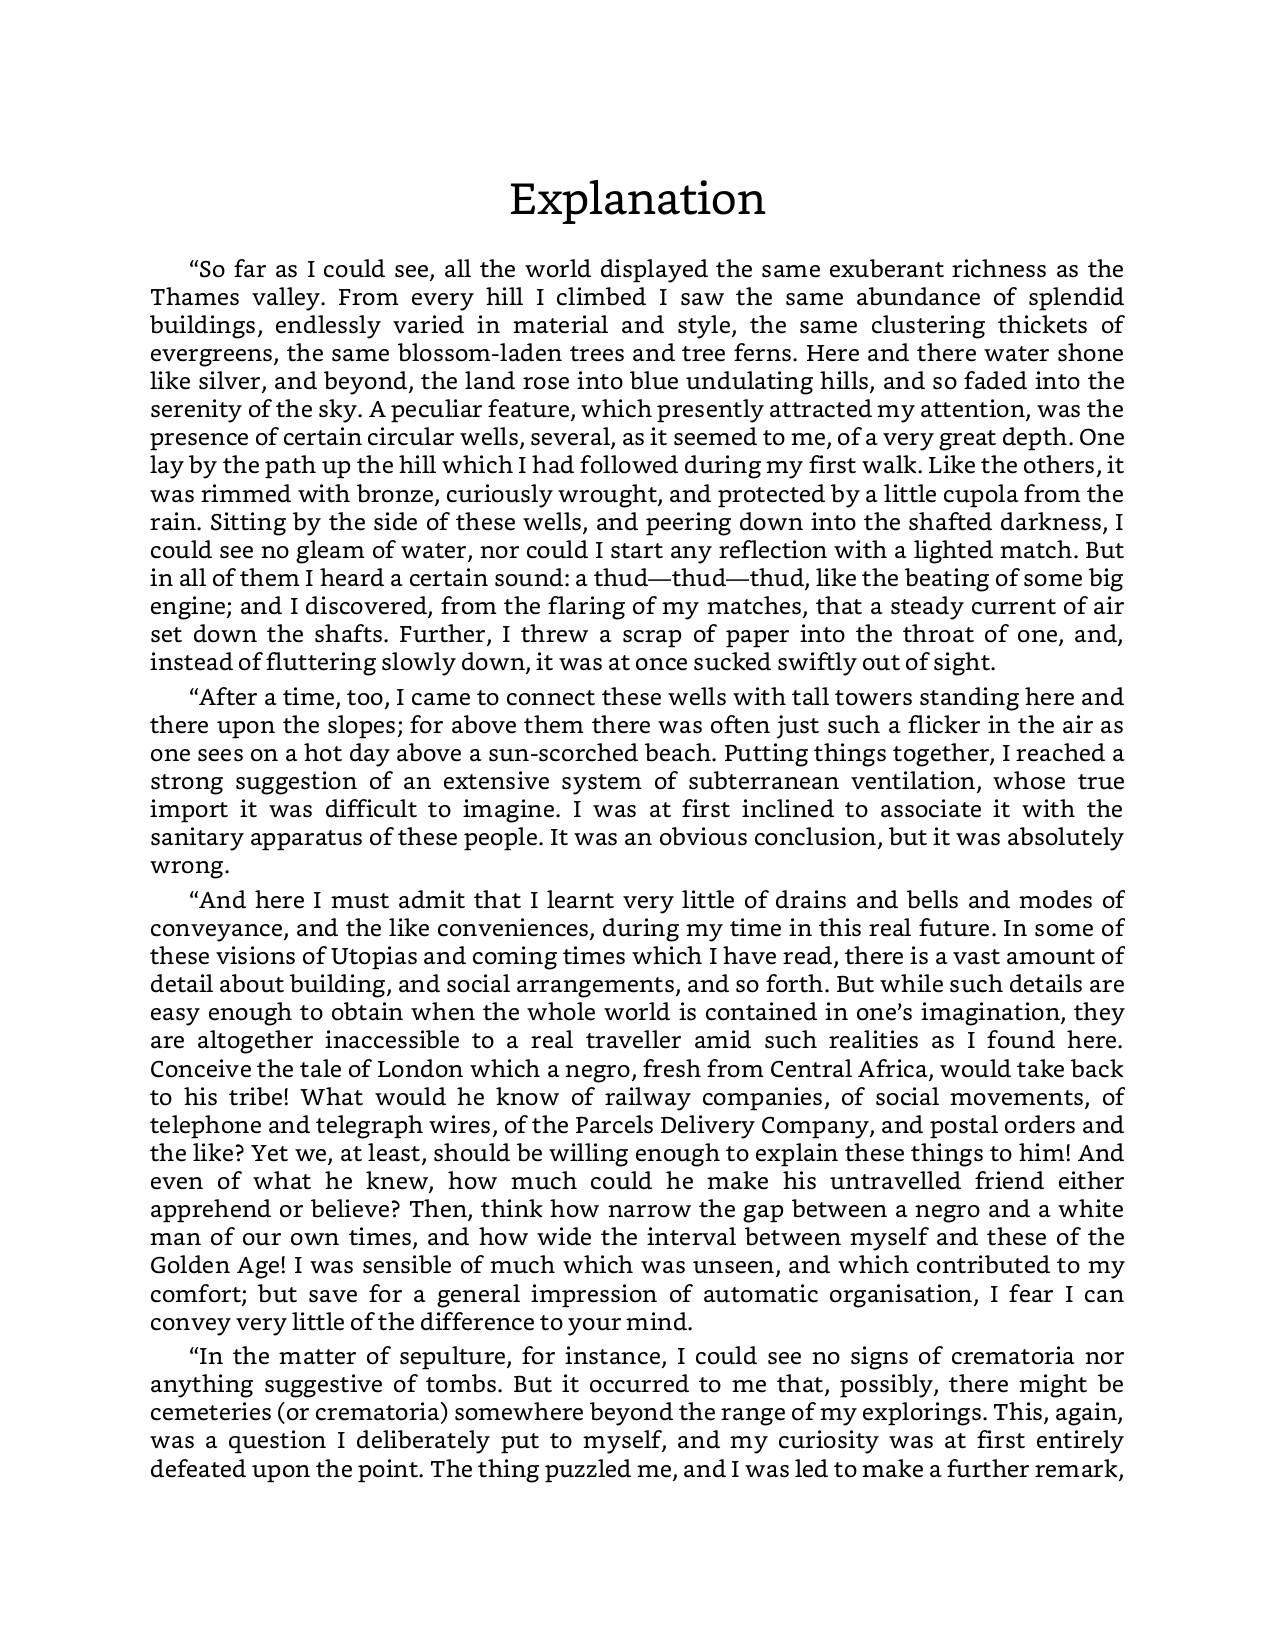 Explanation
“So far as I could see, all the world displayed the same exuberant richness as the
Thames valley. From every hill I climbed I saw the same abundance of splendid
buildings, endlessly varied in material and style, the same clustering thickets of
evergreens, the same blossom-laden trees and tree ferns. Here and there water shone
like silver, and beyond, the land rose into blue undulating hills, and so faded into the
serenity of the sky. A peculiar feature, which presently attracted my attention, was the
presence of certain circular wells, several, as it seemed to me, of a very great depth. One
lay by the path up the hill which I had followed during my first walk. Like the others, it
was rimmed with bronze, curiously wrought, and protected by a little cupola from the
rain. Sitting by the side of these wells, and peering down into the shafted darkness, I
could see no gleam of water, nor could I start any reflection with a lighted match. But
in all of them I heard a certain sound: a thud—thud—thud, like the beating of some big
engine; and I discovered, from the flaring of my matches, that a steady current of air
set down the shafts. Further, I threw a scrap of paper into the throat of one, and,
instead of fluttering slowly down, it was at once sucked swiftly out of sight.
“After a time, too, I came to connect these wells with tall towers standing here and
there upon the slopes; for above them there was often just such a flicker in the air as
one sees on a hot day above a sun-scorched beach. Putting things together, I reached a
strong suggestion of an extensive system of subterranean ventilation, whose true
import it was difficult to imagine. I was at first inclined to associate it with the
sanitary apparatus of these people. It was an obvious conclusion, but it was absolutely
wrong.
“And here I must admit that I learnt very little of drains and bells and modes of
conveyance, and the like conveniences, during my time in this real future. In some of
these visions of Utopias and coming times which I have read, there is a vast amount of
detail about building, and social arrangements, and so forth. But while such details are
easy enough to obtain when the whole world is contained in one’s imagination, they
are altogether inaccessible to a real traveller amid such realities as I found here.
Conceive the tale of London which a negro, fresh from Central Africa, would take back
to his tribe! What would he know of railway companies, of social movements, of
telephone and telegraph wires, of the Parcels Delivery Company, and postal orders and
the like? Yet we, at least, should be willing enough to explain these things to him! And
even of what he knew, how much could he make his untravelled friend either
apprehend or believe? Then, think how narrow the gap between a negro and a white
man of our own times, and how wide the interval between myself and these of the
Golden Age! I was sensible of much which was unseen, and which contributed to my
comfort; but save for a general impression of automatic organisation, I fear I can
convey very little of the difference to your mind.
“In the matter of sepulture, for instance, I could see no signs of crematoria nor
anything suggestive of tombs. But it occurred to me that, possibly, there might be
cemeteries (or crematoria) somewhere beyond the range of my explorings. This, again,
was a question I deliberately put to myself, and my curiosity was at first entirely
defeated upon the point. The thing puzzled me, and I was led to make a further remark,